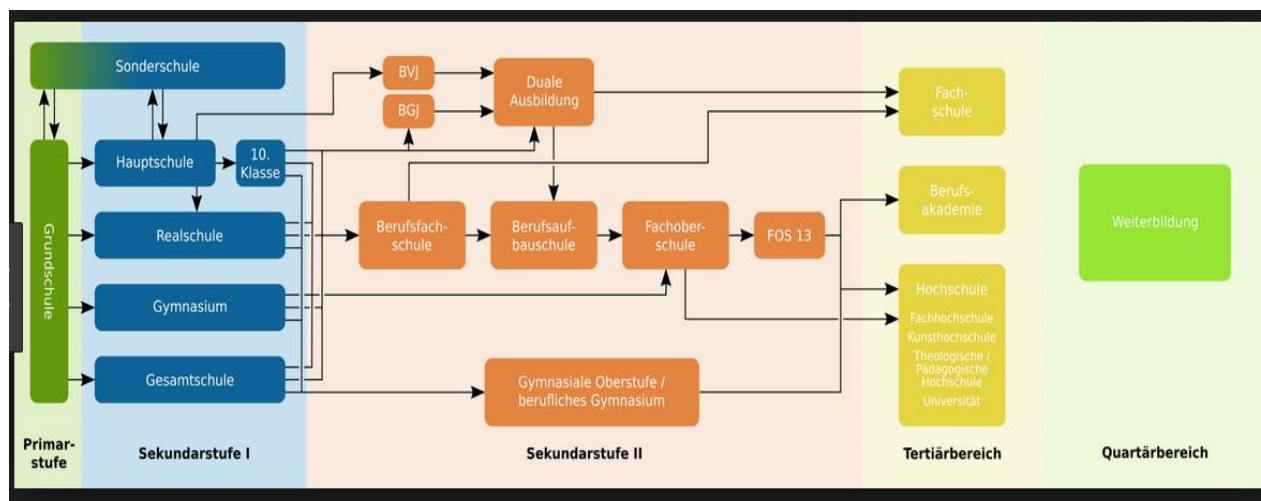 Sonderschule
Grundschule
Hauptschule
10.
Klasse
Realschule
Gymnasium
Gesamtschule
BVJ
BGJ
Duale
Ausbildung
Berufsfach-
schule
Berufsauf-
bauschule
Fachober-
schule
FOS 13
Gymnasiale Oberstufe /
berufliches Gymnasium
Fach-
schule
Berufs-
akademie
Hochschule
Fachhochschule
Kunsthochschule
Theologische /
Pädagogische
Hochschule
Universität
Weiterbildung
Primar-
stufe
Sekundarstufe I
Sekundarstufe II
Tertiärbereich
Quartärbereich